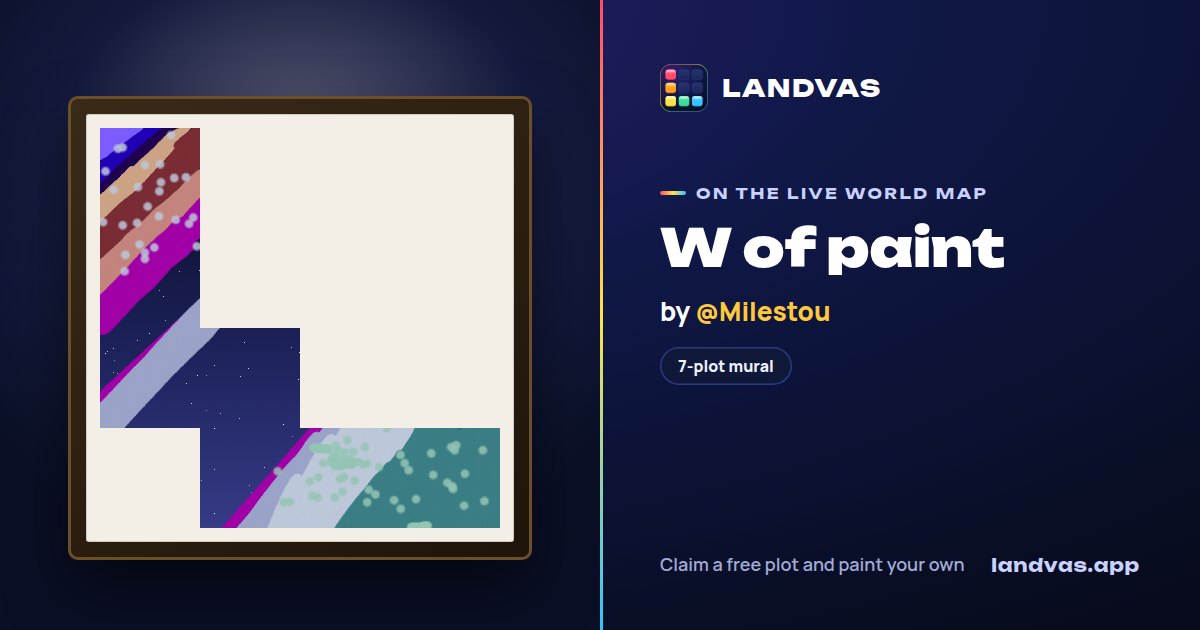 LANDVAS
ON THE LIVE WORLD MAP
W of paint
by @Milestou
7-plot mural
Claim a free plot and paint your own landvas.app